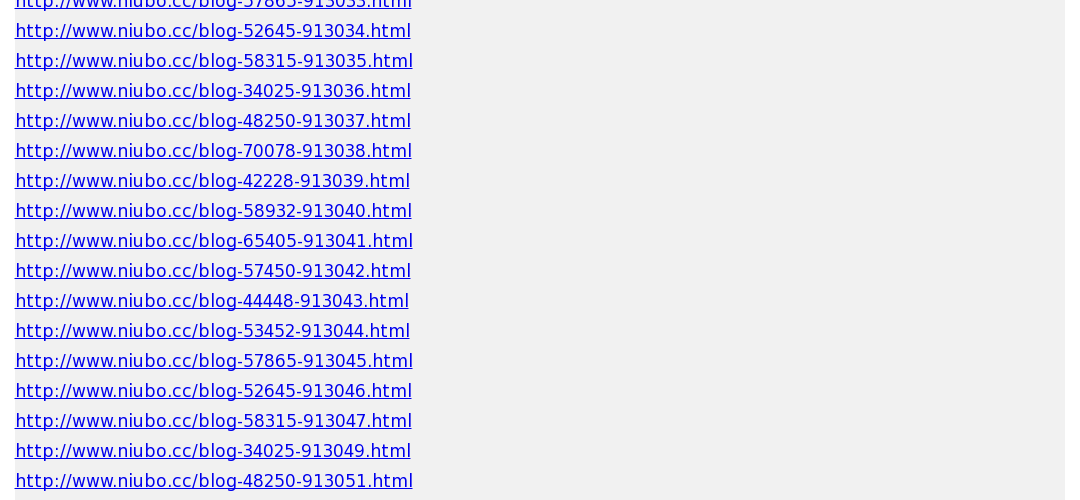 http://www.niubo.cc/blog-57865-913033.html
http://www.niubo.cc/blog-52645-913034.html
http://www.niubo.cc/blog-58315-913035.html
http://www.niubo.cc/blog-34025-913036.html
http://www.niubo.cc/blog-48250-913037.html
http://www.niubo.cc/blog-70078-913038.html
http://www.niubo.cc/blog-42228-913039.html
http://www.niubo.cc/blog-58932-913040.html
http://www.niubo.cc/blog-65405-913041.html
http://www.niubo.cc/blog-57450-913042.html
http://www.niubo.cc/blog-44448-913043.html
http://www.niubo.cc/blog-53452-913044.html
http://www.niubo.cc/blog-57865-913045.html
http://www.niubo.cc/blog-52645-913046.html
http://www.niubo.cc/blog-58315-913047.html
http://www.niubo.cc/blog-34025-913049.html
http://www.niubo.cc/blog-48250-913051.html